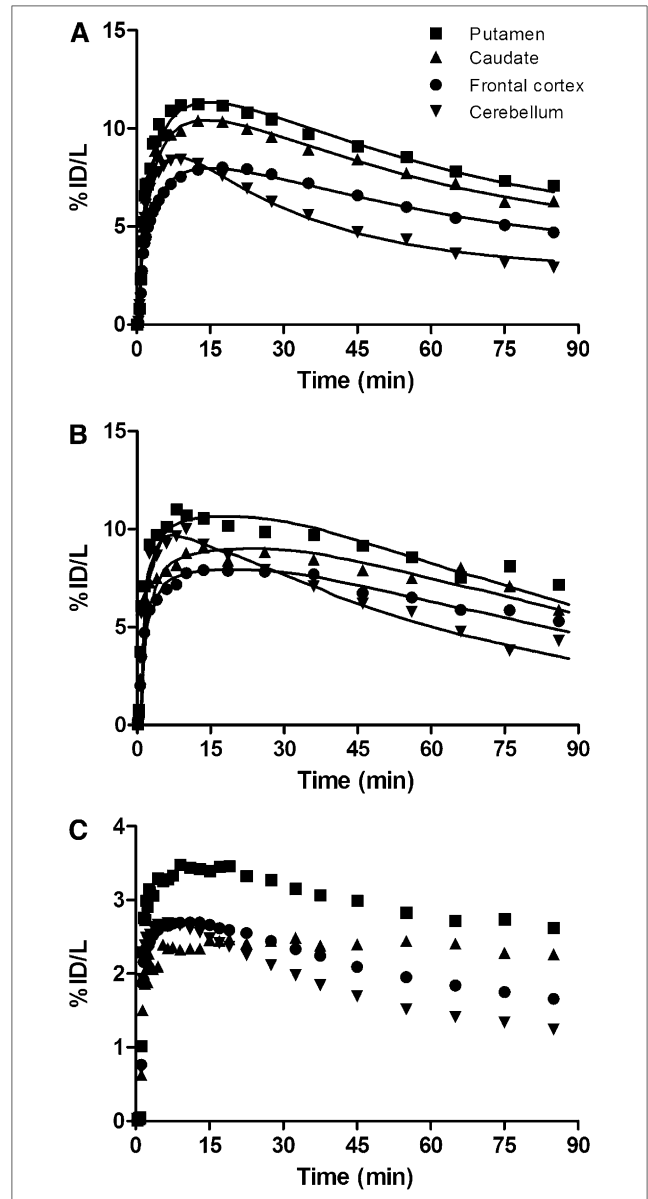 A
15
10
5
0
%ID/L
0 15 30 45 60 75 90
Time (min)
Putamen
Caudate
Frontal cortex
Cerebellum
B
15
10
5
0
%ID/L
0 15 30 45 60 75 90
Time (min)
C
4
3
2
1
0
%ID/L
0 15 30 45 60 75 90
Time (min)